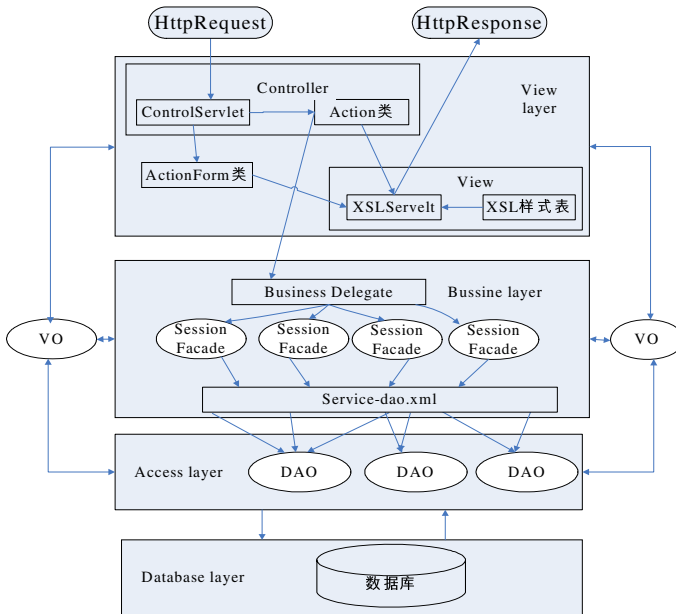 HttpRequest
HttpResponse
Controller
View
layer
ControlServlet
Action类
ActionForm类
View
XSLServelt
XSL样式表
Business Delegate
Bussine layer
VO
Session
Facade
Session
Facade
Session
Facade
Session
Facade
VO
Service-dao.xml
Access layer
DAO
DAO
DAO
Database layer
数据库